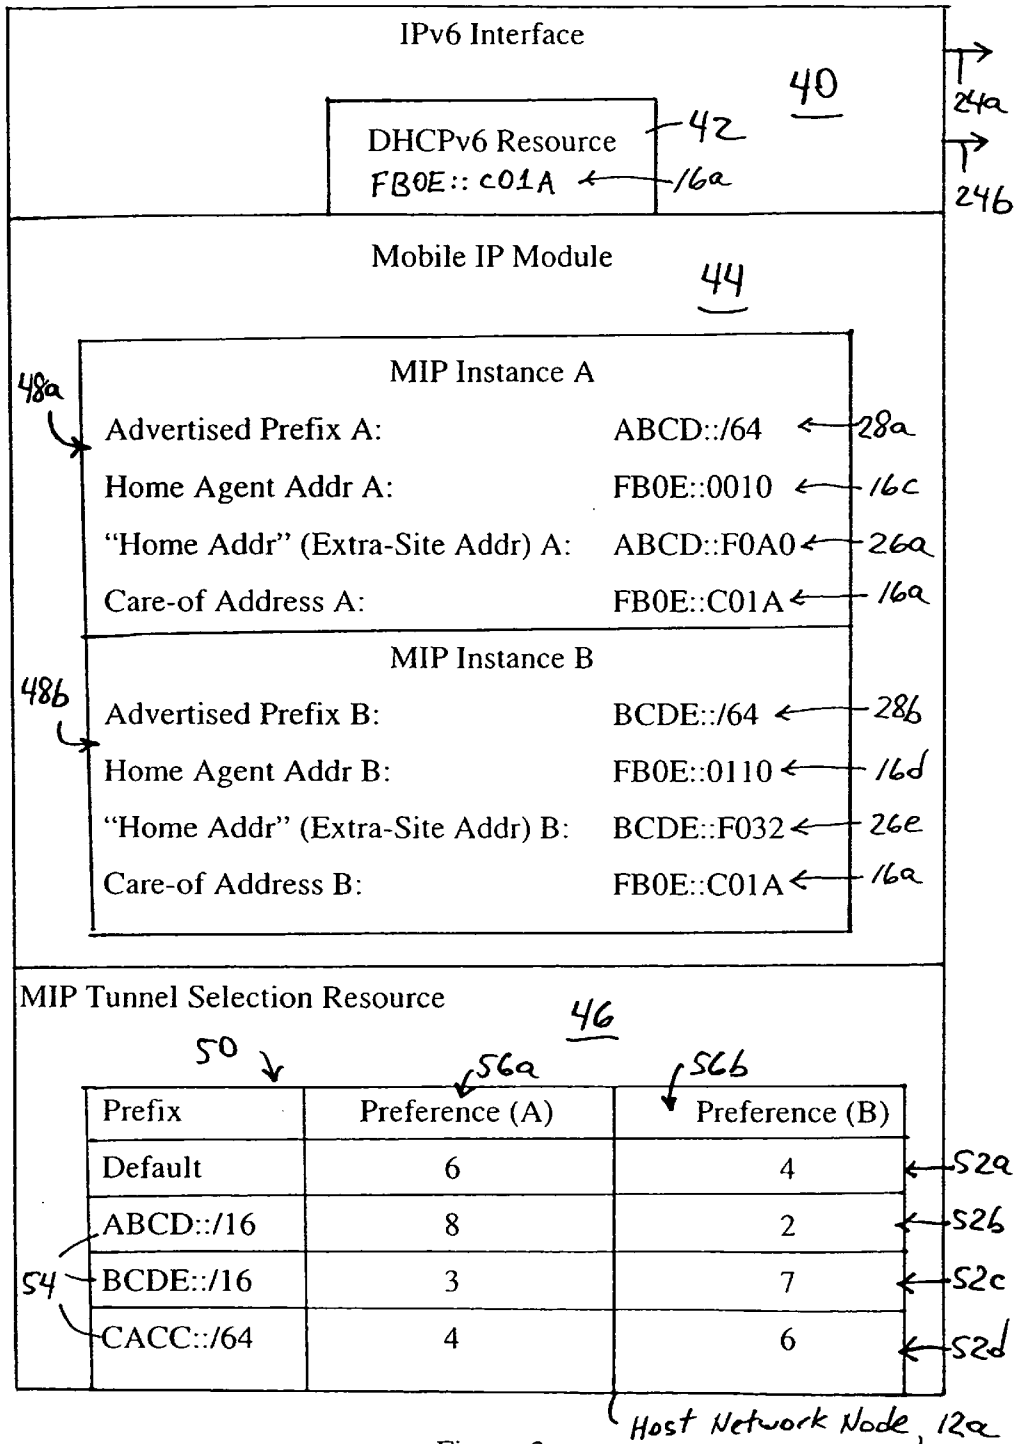 IPv6 Interface
40
24a
DHCPv6 Resource
42
FB0E::C01A
16a
24b
Mobile IP Module
44
MIP Instance A
48a
Advertised Prefix A: ABCD::/64 28a
Home Agent Addr A: FB0E::0010 16c
“Home Addr” (Extra-Site Addr) A: ABCD::F0A0 26a
Care-of Address A: FB0E::C01A 16a
MIP Instance B
48b
Advertised Prefix B: BCDE::/64 28b
Home Agent Addr B: FB0E::0110 16d
“Home Addr” (Extra-Site Addr) B: BCDE::F032 26e
Care-of Address B: FB0E::C01A 16a
MIP Tunnel Selection Resource
46
50 56a 56b
Prefix Preference (A) Preference (B)
Default 6 4 52a
ABCD::/16 8 2 52b
54 BCDE::/16 3 7 52c
CACC::/64 4 6 52d
Host Network Node, 12a